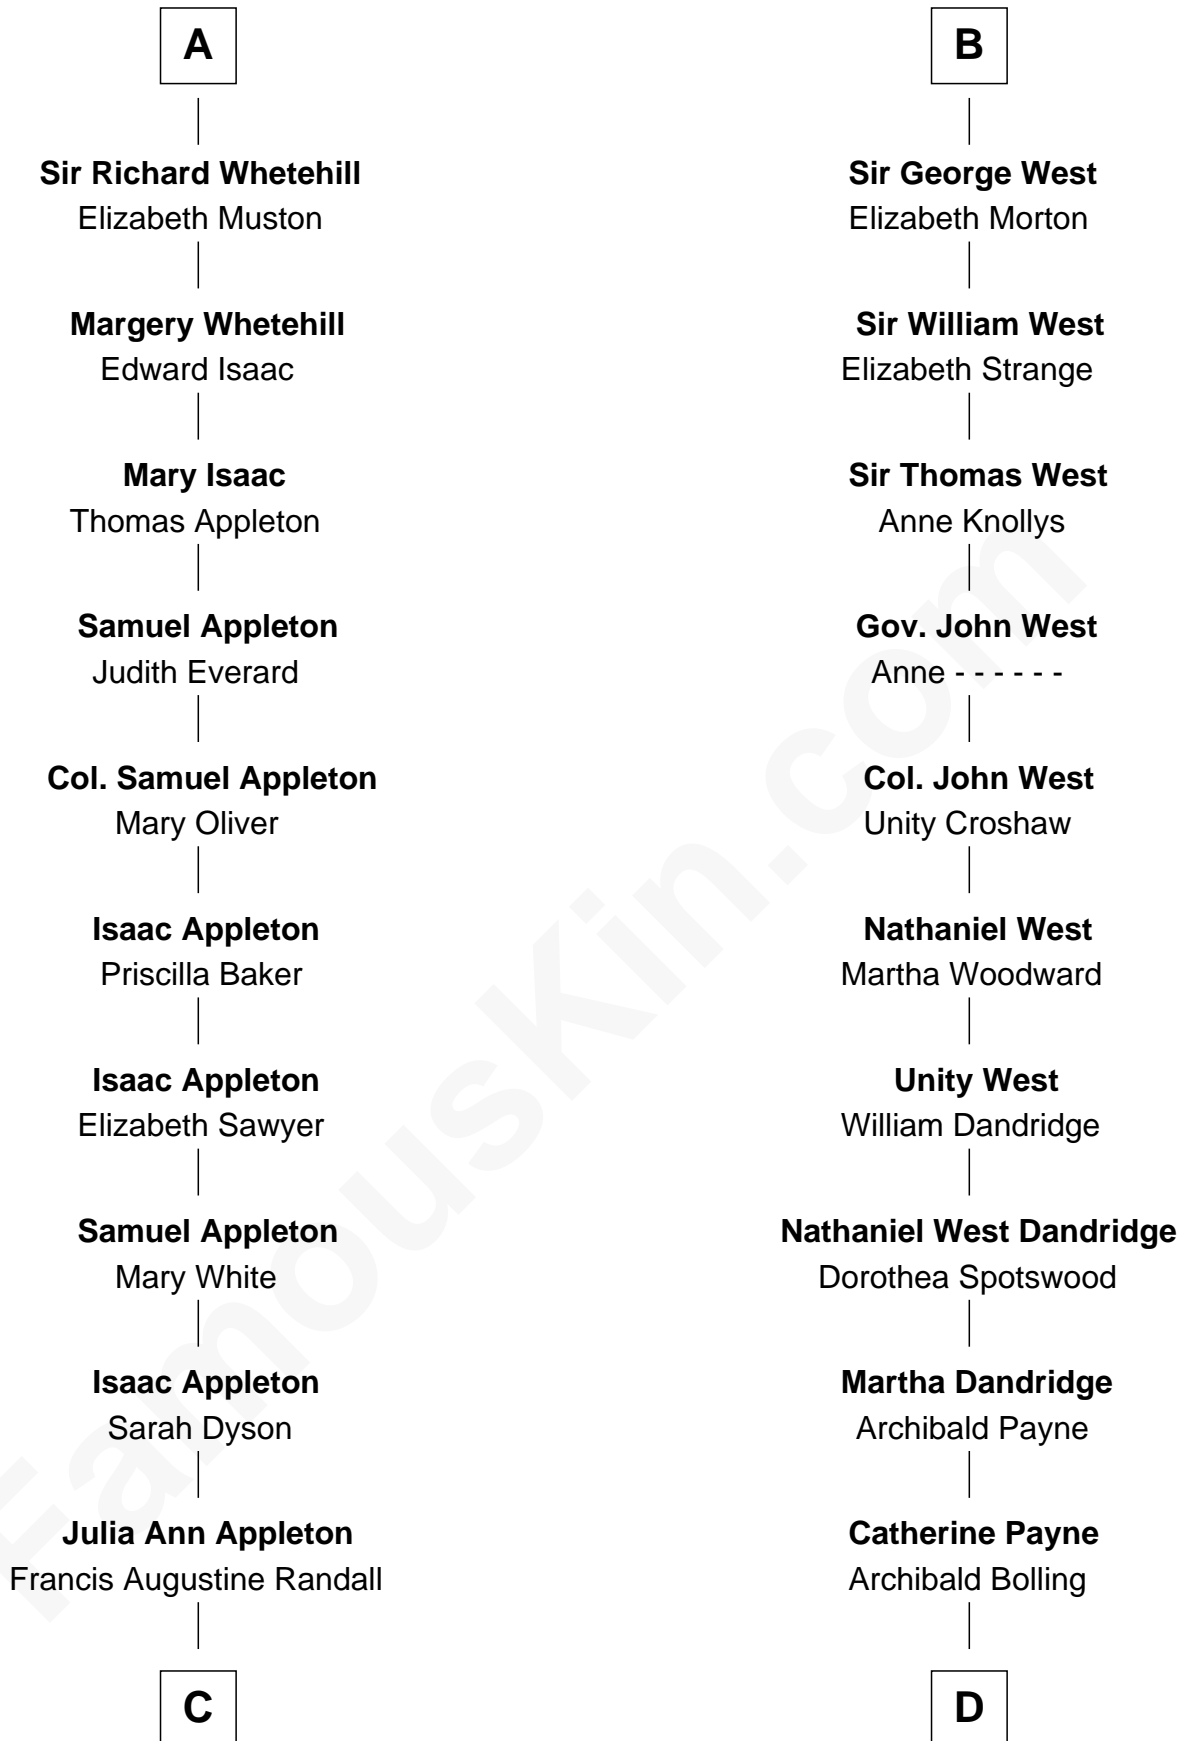 A
Sir Richard Whetehill
Elizabeth Muston
Margery Whetehill
Edward Isaac
Mary Isaac
Thomas Appleton
Samuel Appleton
Judith Everard
Col. Samuel Appleton
Mary Oliver
Isaac Appleton
Priscilla Baker
Isaac Appleton
Elizabeth Sawyer
Samuel Appleton
Mary White
Isaac Appleton
Sarah Dyson
Julia Ann Appleton
Francis Augustine Randall
C
B
Sir George West
Elizabeth Morton
Sir William West
Elizabeth Strange
Sir Thomas West
Anne Knollys
Gov. John West
Anne - - - - - -
Col. John West
Unity Croshaw
Nathaniel West
Martha Woodward
Unity West
William Dandridge
Nathaniel West Dandridge
Dorothea Spotswood
Martha Dandridge
Archibald Payne
Catherine Payne
Archibald Bolling
D
FamousKin.com